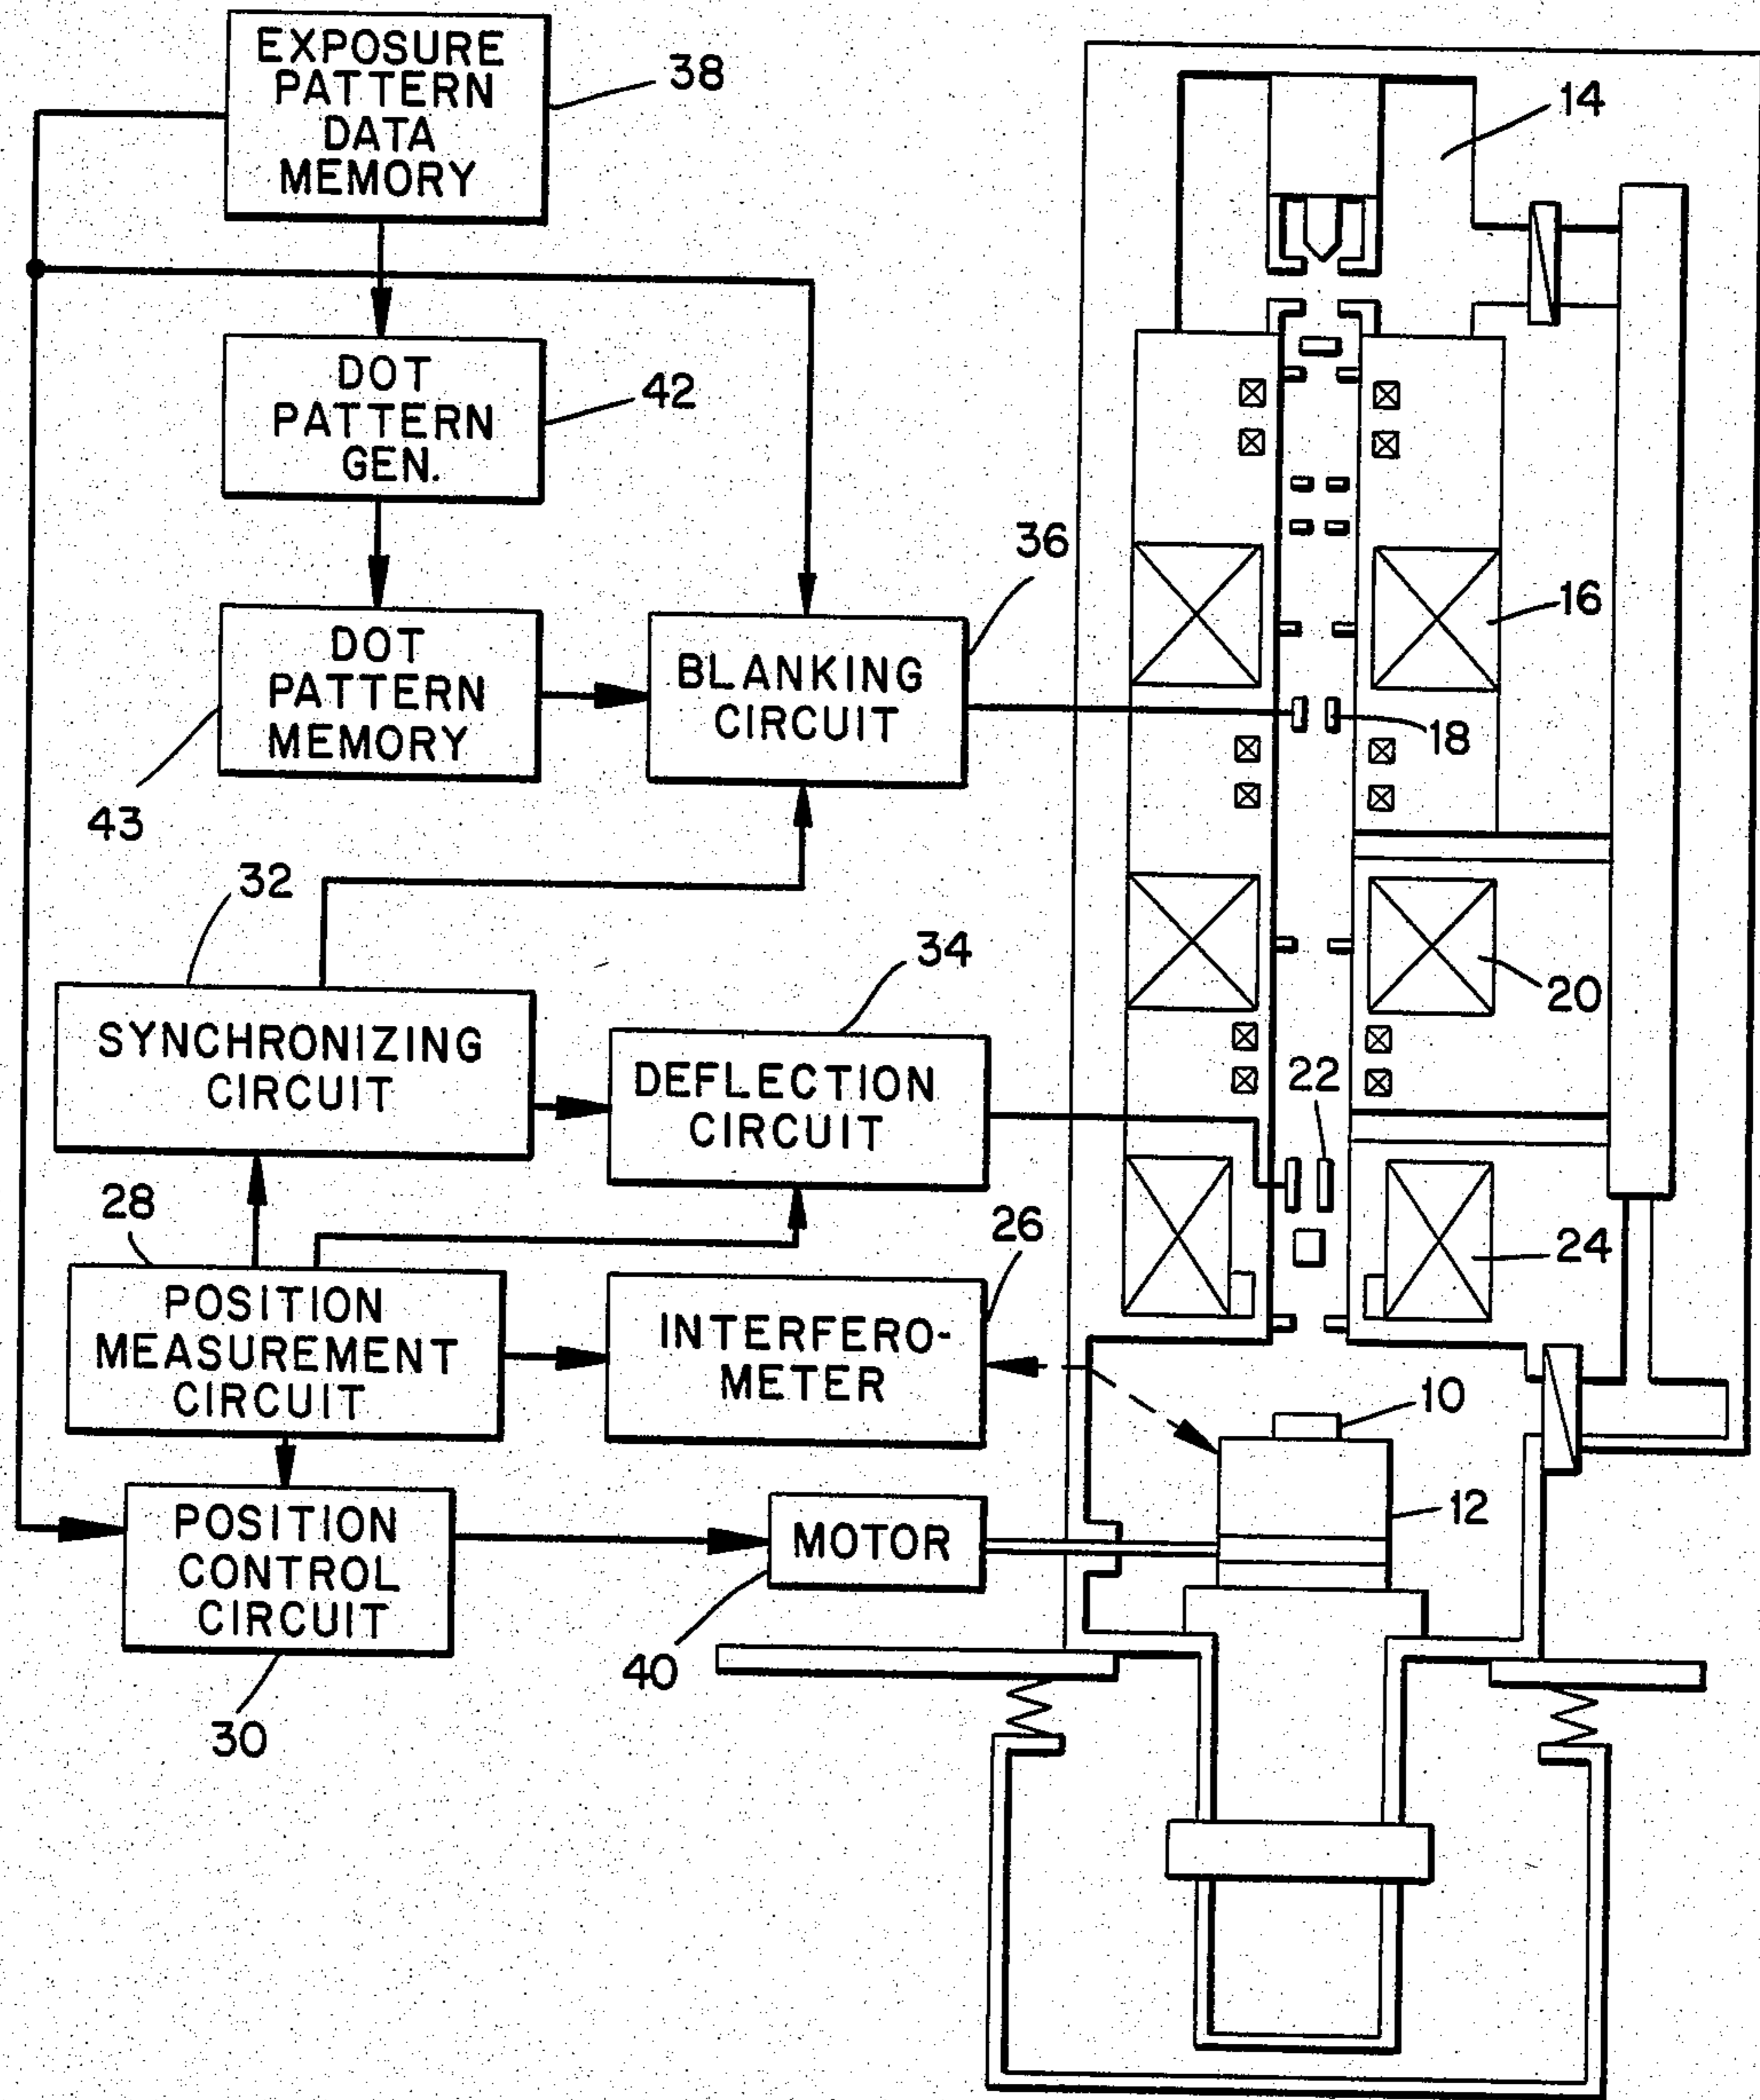 EXPOSURE
PATTERN
DATA
MEMORY
38
14
DOT
PATTERN
GEN.
42
36
16
DOT
PATTERN
MEMORY
BLANKING
CIRCUIT
18
43
32
34
20
SYNCHRONIZING
CIRCUIT
DEFLECTION
CIRCUIT
22
28
26
24
POSITION
MEASUREMENT
CIRCUIT
INTERFERO-
METER
10
12
POSITION
CONTROL
CIRCUIT
MOTOR
40
30